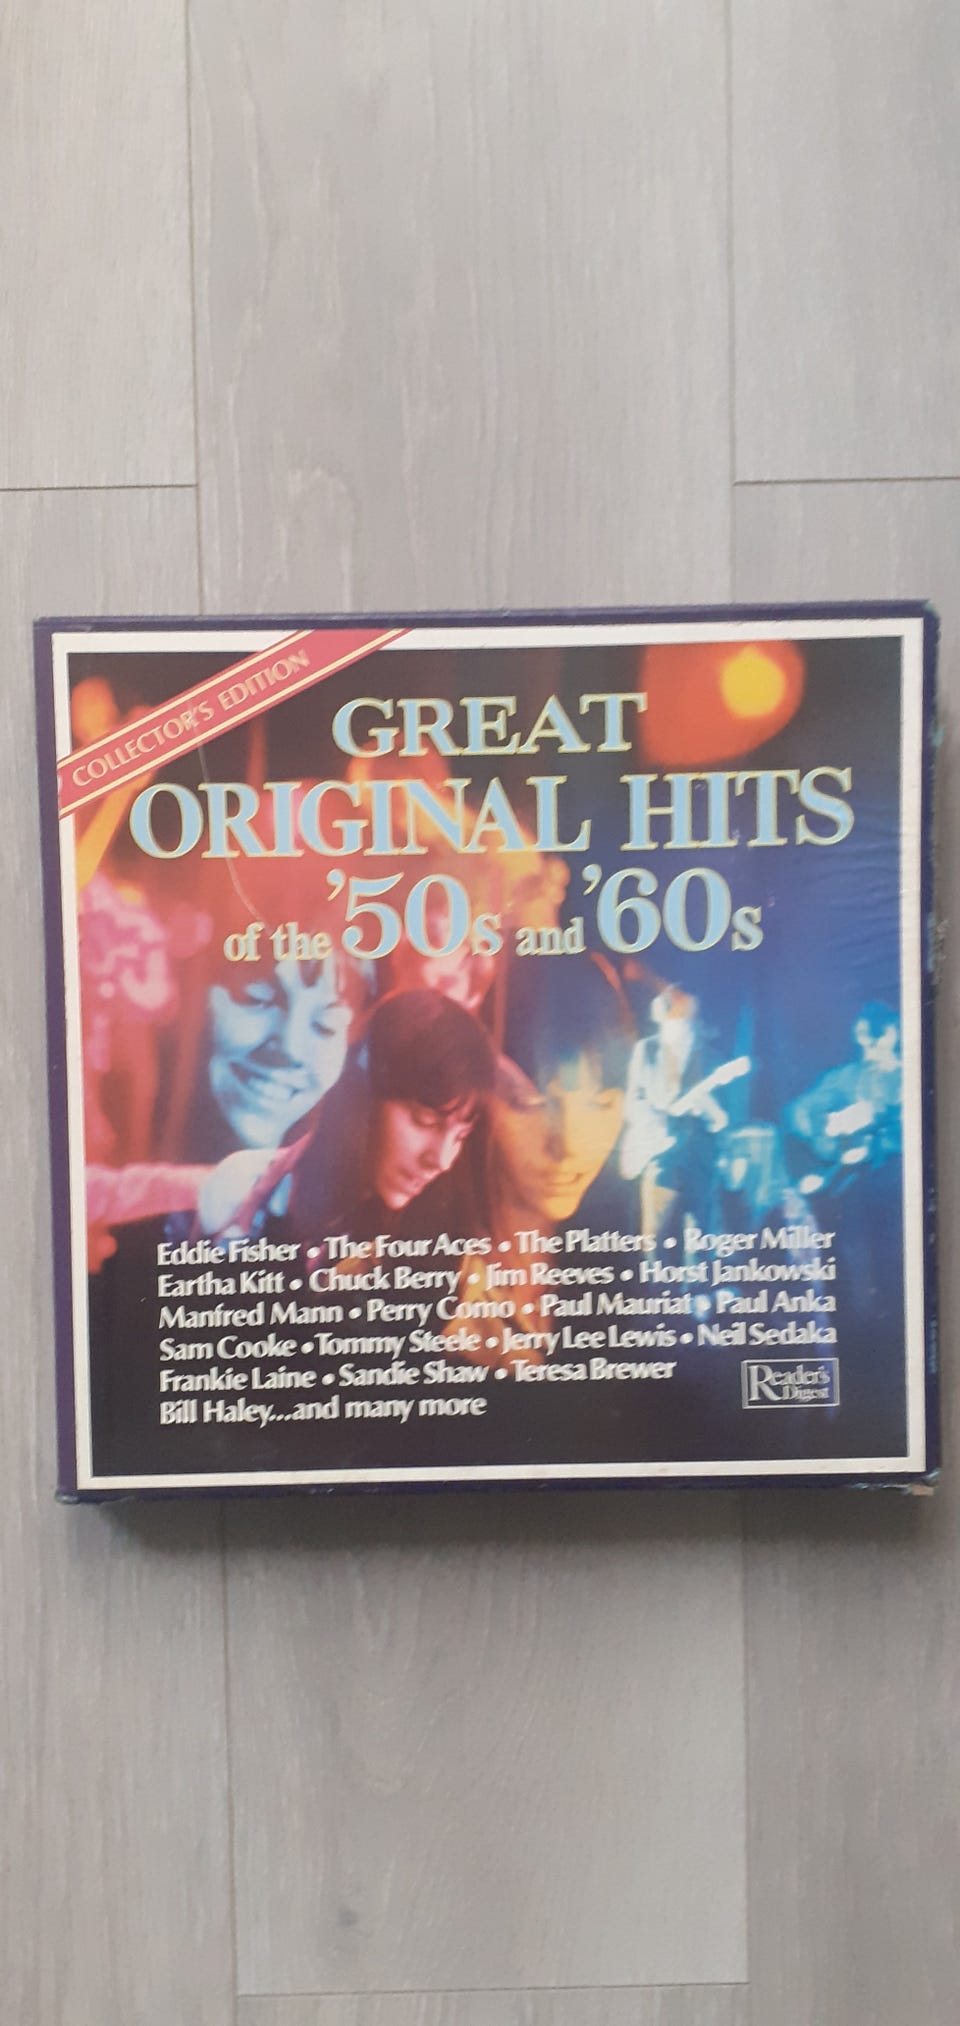 COLLECTOR'S EDITION
GREAT
ORIGINAL HITS
of the '50s and '60s
Eddie Fisher • The Four Aces • The Platters • Roger Miller
Eartha Kitt • Chuck Berry • Jim Reeves • Horst Jankowski
Manfred Mann • Perry Como • Paul Mauriat • Paul Anka
Sam Cooke • Tommy Steele • Jerry Lee Lewis • Neil Sedaka
Frankie Laine • Sandie Shaw • Teresa Brewer
Bill Haley...and many more
Reader's
Digest